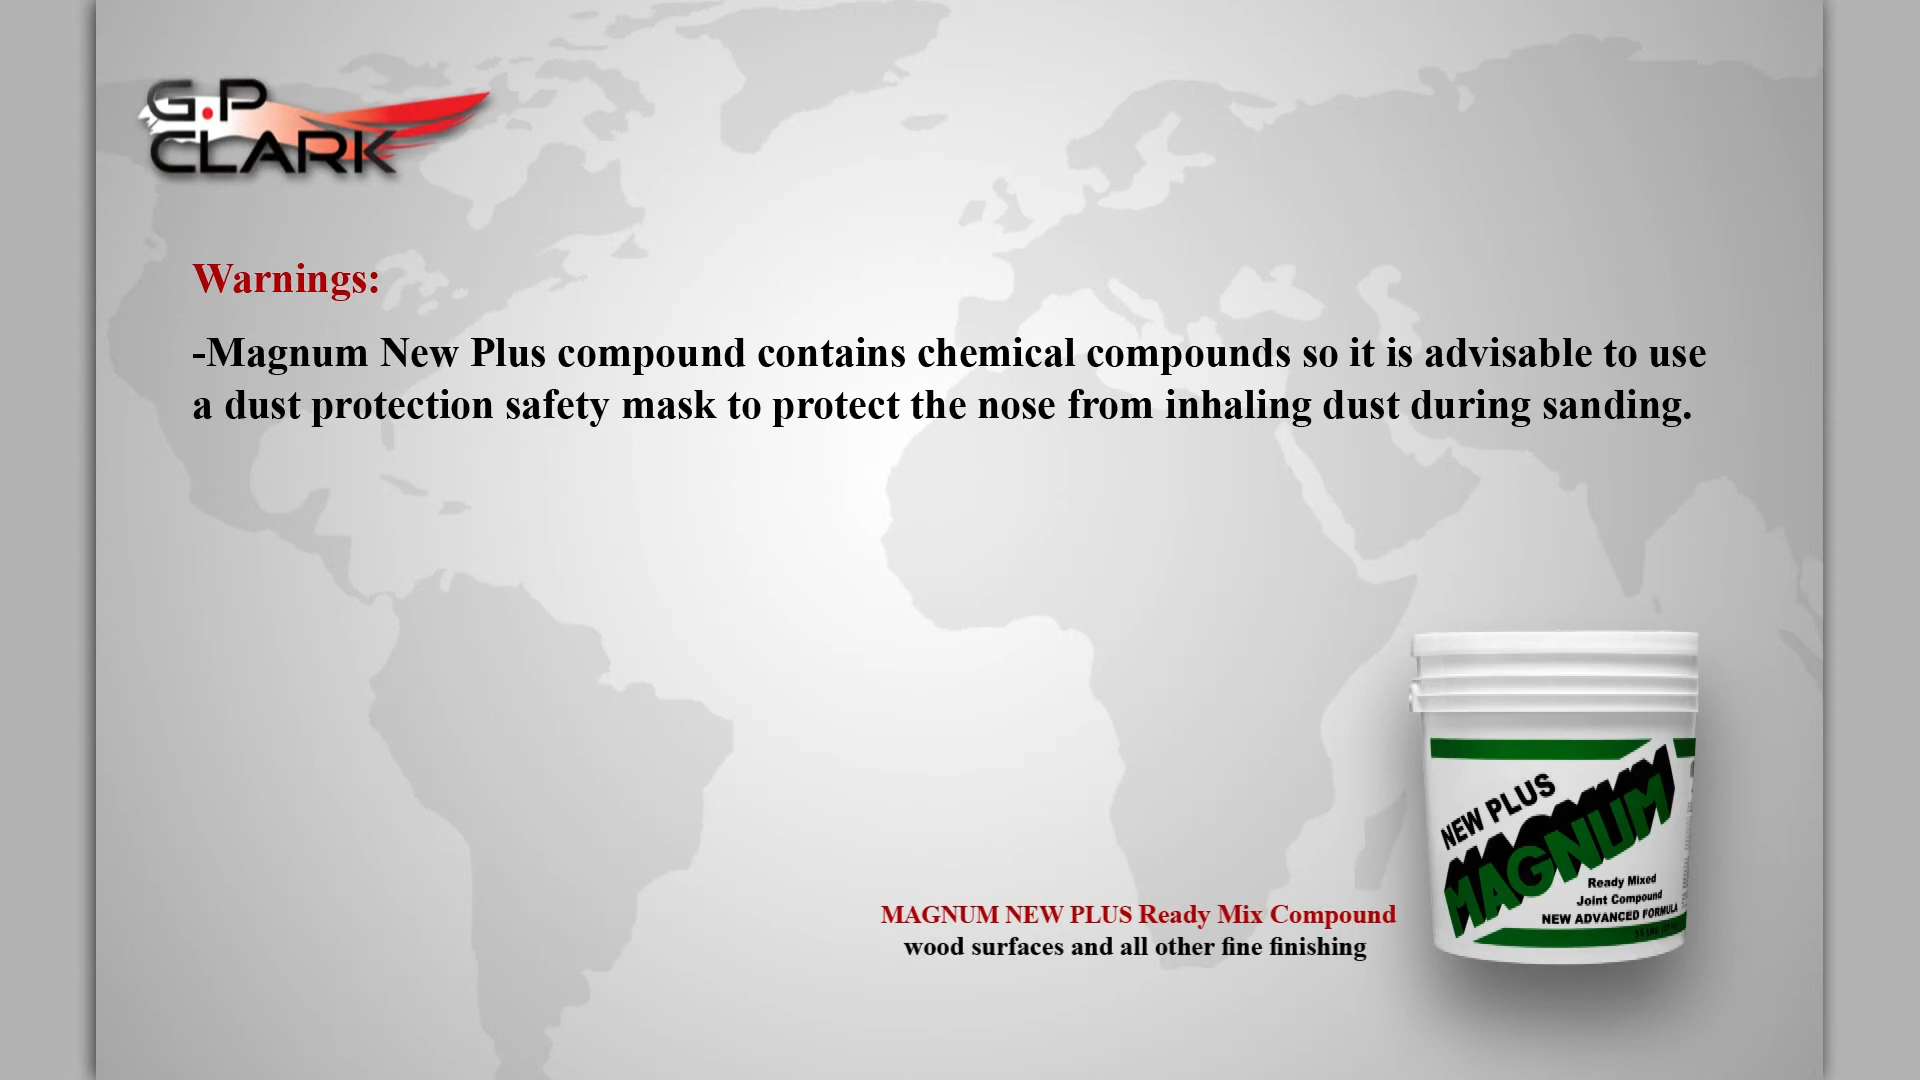 G.P
CLARK
Warnings:
-Magnum New Plus compound contains chemical compounds so it is advisable to use
a dust protection safety mask to protect the nose from inhaling dust during sanding.
NEW PLUS
MAGNUM
Ready Mixed
Joint Compound
NEW ADVANCED FORMULA
MAGNUM NEW PLUS Ready Mix Compound
wood surfaces and all other fine finishing